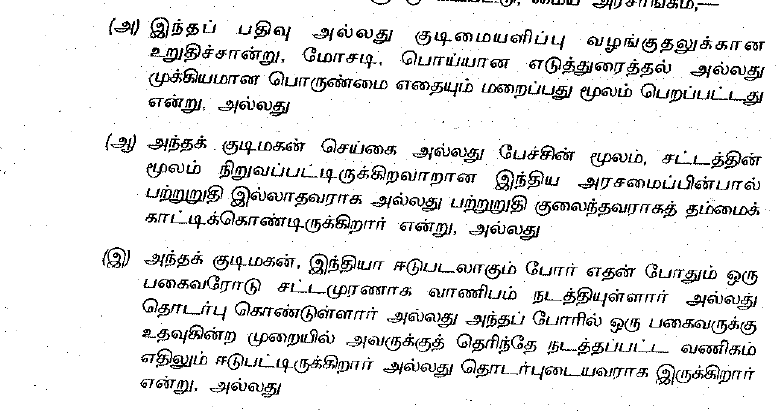 மைய அரசாங்கம்,—
(அ) இந்தப் பதிவு அல்லது குடிமையளிப்பு வழங்குதலுக்கான
உறுதிச்சான்று, மோசடி, பொய்யான எடுத்துரைத்தல் அல்லது
முக்கியமான பொருண்மை எதையும் மறைப்பது மூலம் பெறப்பட்டது
என்று, அல்லது
(ஆ) அந்தக் குடிமகன் செய்கை அல்லது பேச்சின் மூலம், சட்டத்தின்
மூலம் நிறுவப்பட்டிருக்கிறவாறான இந்திய அரசமைப்பின்பால்
பற்றுறுதி இல்லாதவராக அல்லது பற்றுறுதி குலைந்தவராகத் தம்மைக்
காட்டிக்கொண்டிருக்கிறார் என்று, அல்லது
(இ) அந்தக் குடிமகன், இந்தியா ஈடுபடலாகும் போர் எதன் போதும் ஒரு
பகைவரோடு சட்டமுரணாக வாணிபம் நடத்தியுள்ளார் அல்லது
தொடர்பு கொண்டுள்ளார் அல்லது அந்தப் போரில் ஒரு பகைவருக்கு
உதவுகின்ற முறையில் அவருக்குத் தெரிந்தே நடத்தப்பட்ட வணிகம்
எதிலும் ஈடுபட்டிருக்கிறார் அல்லது தொடர்புடையவராக இருக்கிறார்
என்று, அல்லது